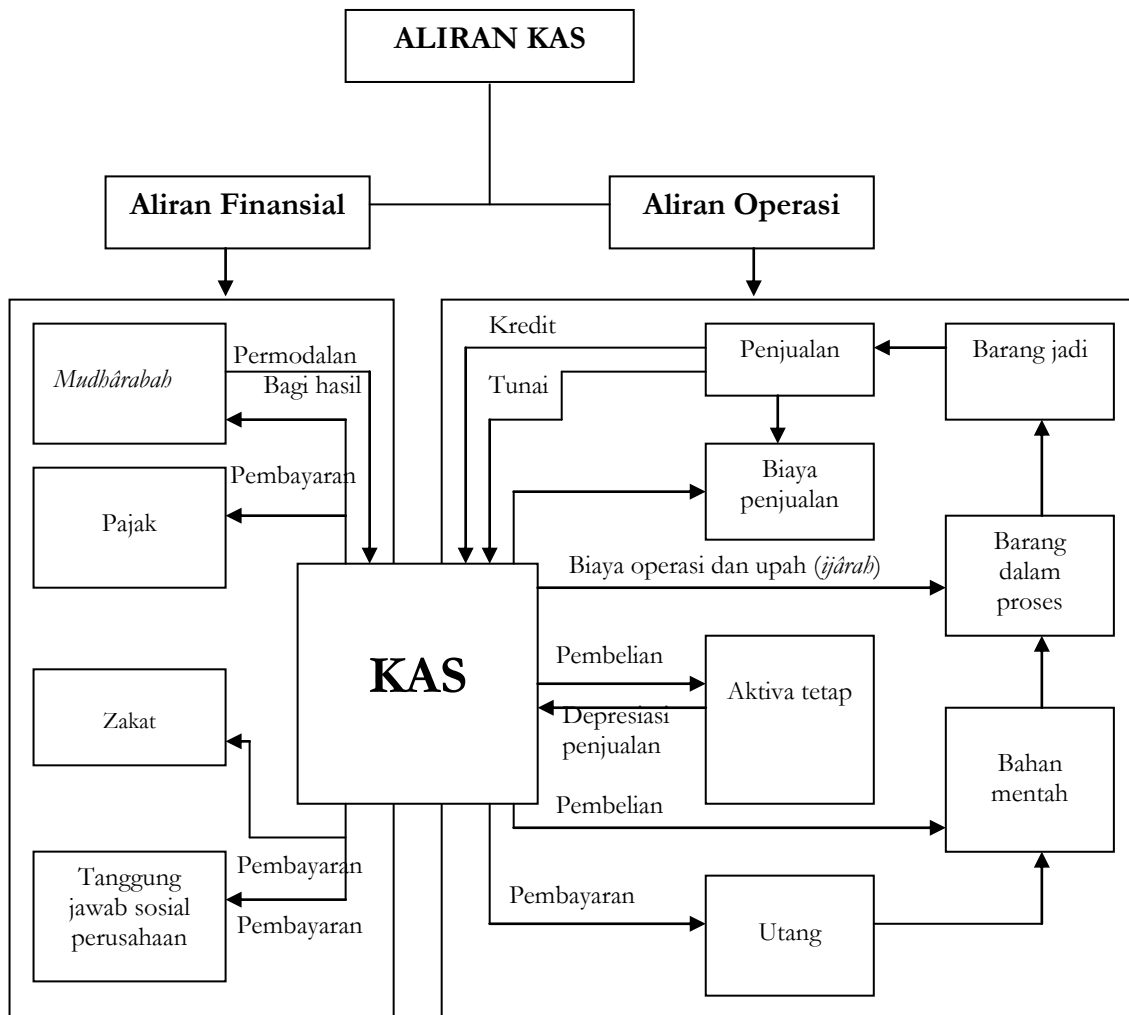 ALIRAN KAS
Aliran Finansial
Aliran Operasi
Mudhârabah
Permodalan
Bagi hasil
Pembayaran
Pajak
Zakat
Pembayaran
Tanggung
jawab sosial
perusahaan
Pembayaran
KAS
Kredit
Tunai
Penjualan
Barang jadi
Biaya
penjualan
Biaya operasi dan upah (ijârah)
Barang
dalam
proses
Pembelian
Aktiva tetap
Depresiasi
penjualan
Pembelian
Bahan
mentah
Pembayaran
Utang